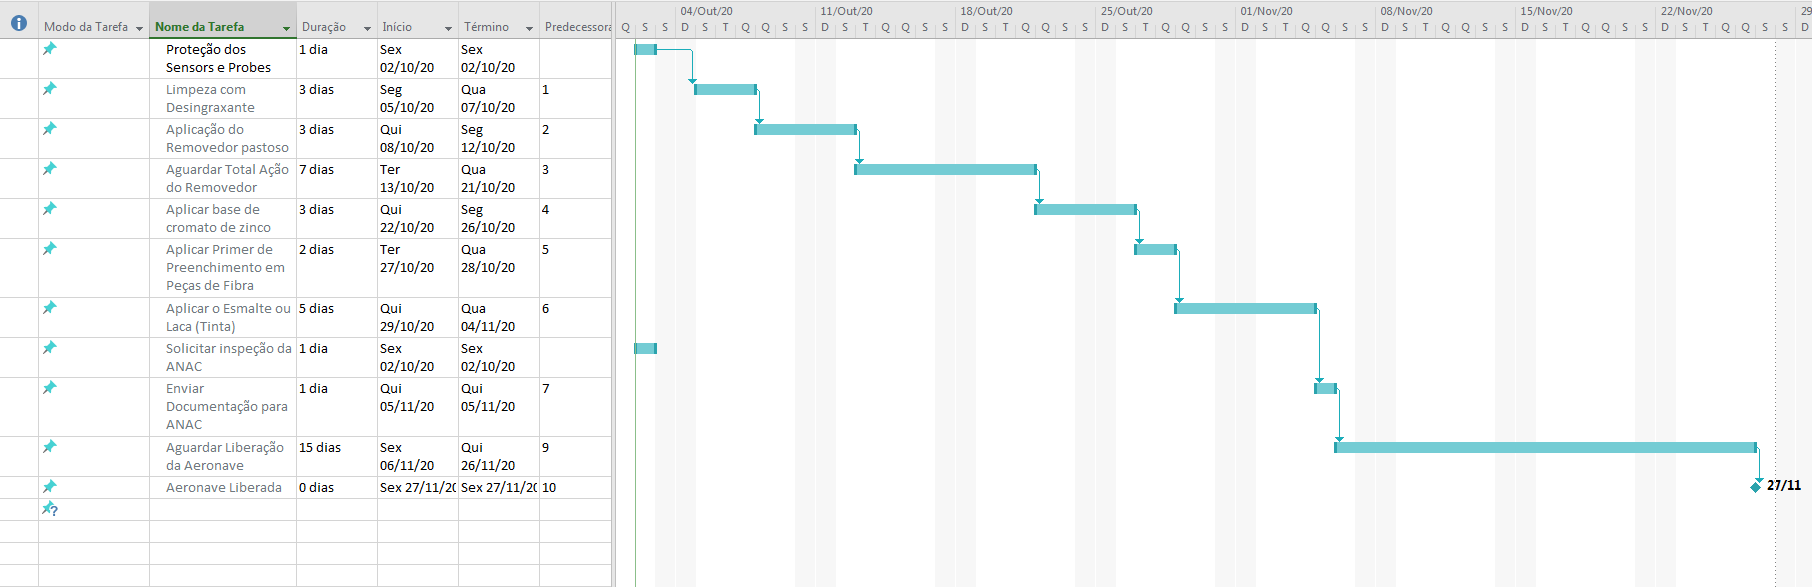 04/Out/20 11/Out/20 18/Out/20 25/Out/20 01/Nov/20 08/Nov/20 15/Nov/20 22/Nov/20 29
Modo da Tarefa Nome da Tarefa Duração Início Término Predecessora
Q S S D S T Q Q S S D S T Q Q S S D S T Q Q S S D S T Q Q S S D S T Q Q S S D S T Q Q S S D S T Q Q S S D S T Q Q S S D
Proteção dos 1 dia Sex Sex
Sensors e Probes 02/10/20 02/10/20
Limpeza com 3 dias Seg Qua 1
Desingraxante 05/10/20 07/10/20
Aplicação do 3 dias Qui Seg 2
Removedor pastoso 08/10/20 12/10/20
Aguardar Total Ação 7 dias Ter Qua 3
do Removedor 13/10/20 21/10/20
Aplicar base de 3 dias Qui Seg 4
cromato de zinco 22/10/20 26/10/20
Aplicar Primer de 2 dias Ter Qua 5
Preenchimento em 27/10/20 28/10/20
Peças de Fibra
Aplicar o Esmalte ou 5 dias Qui Qua 6
Laca (Tinta) 29/10/20 04/11/20
Solicitar inspeção da 1 dia Sex Sex
ANAC 02/10/20 02/10/20
Enviar 1 dia Qui Qui 7
Documentação para 05/11/20 05/11/20
ANAC
Aguardar Liberação 15 dias Sex Qui 9
da Aeronave 06/11/20 26/11/20
Aeronave Liberada 0 dias Sex 27/11/20 Sex 27/11/20 10 27/11
?